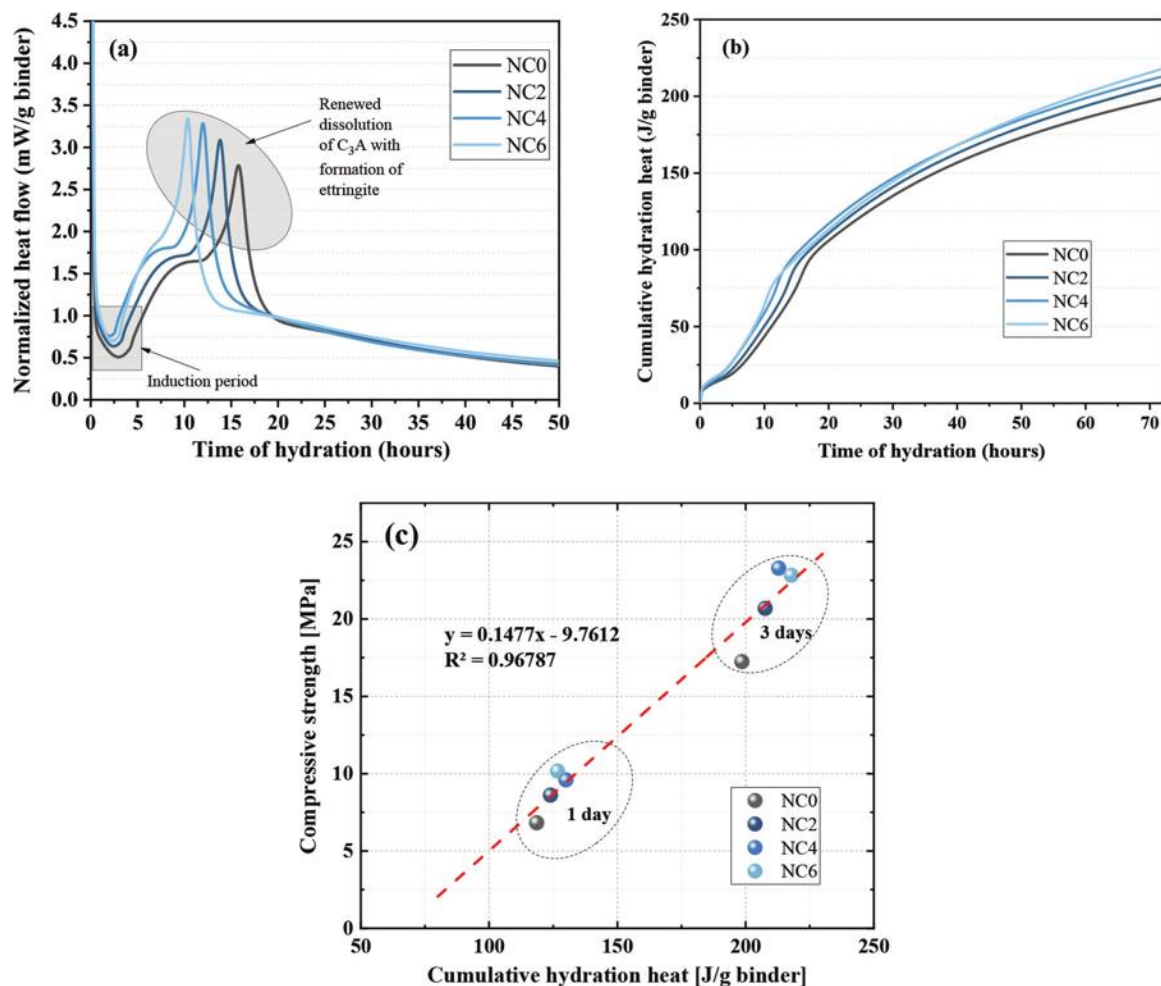 (a)
Normalized heat flow (mW/g binder)
4.5
4.0
3.5
3.0
2.5
2.0
1.5
1.0
0.5
0.0
NC0
NC2
NC4
NC6
Renewed
dissolution
of C₃A with
formation of
ettringite
Induction period
0 5 10 15 20 25 30 35 40 45 50
Time of hydration (hours)
(b)
Cumulative hydration heat (J/g binder)
250
200
150
100
50
0
NC0
NC2
NC4
NC6
0 10 20 30 40 50 60 70
Time of hydration (hours)
(c)
Compressive strength [MPa]
25
20
15
10
5
0
y = 0.1477x - 9.7612
R² = 0.96787
3 days
1 day
NC0
NC2
NC4
NC6
50 100 150 200 250
Cumulative hydration heat [J/g binder]